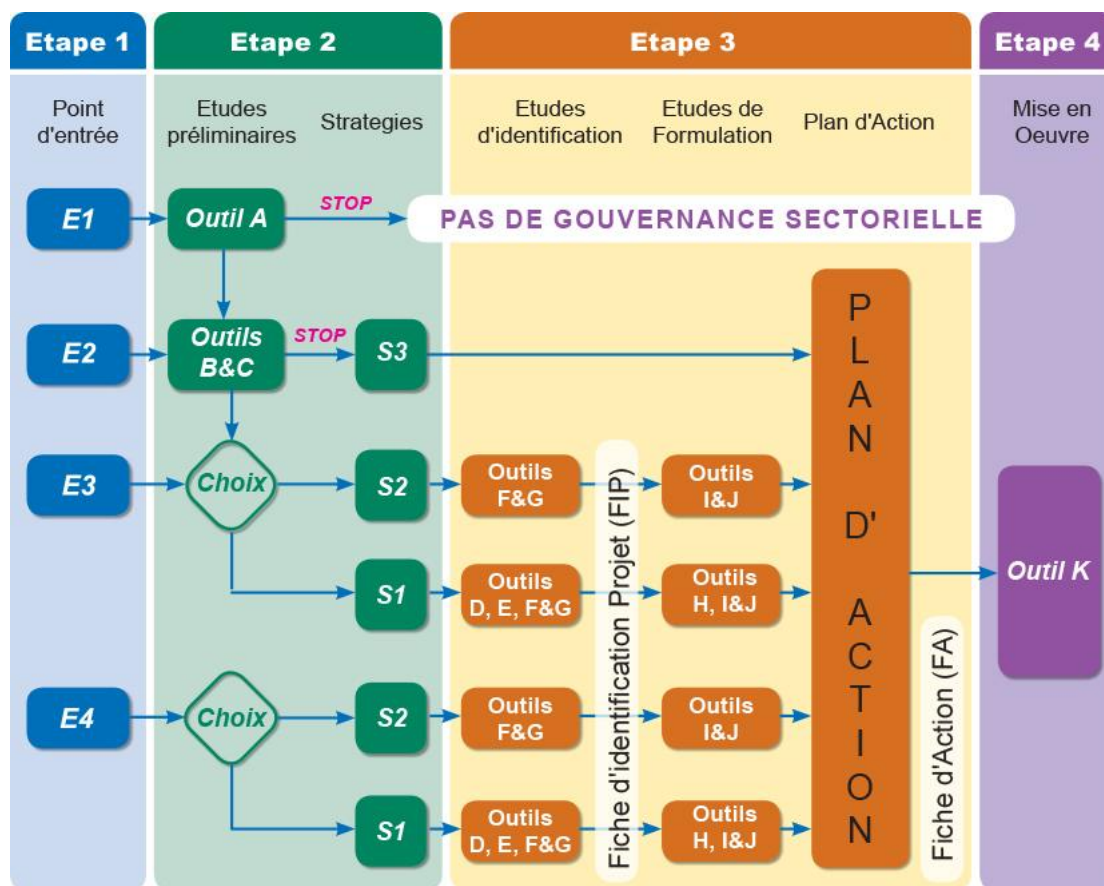 Etape 1
Etape 2
Etape 3
Etape 4
Point
d'entrée
Etudes
préliminaires
Strategies
Etudes
d'identification
Etudes de
Formulation
Plan d'Action
Mise en
Oeuvre
E1
Outil A
STOP
PAS DE GOUVERNANCE SECTORIELLE
E2
Outils
B&C
STOP
S3
E3
Choix
S2
Outils
F&G
Outils
I&J
S1
Outils
D, E, F&G
Outils
H, I&J
E4
Choix
S2
Outils
F&G
Outils
I&J
S1
Outils
D, E, F&G
Outils
H, I&J
Fiche d'identification Projet (FIP)
PLAN D' ACTION
Fiche d'Action (FA)
Outil K